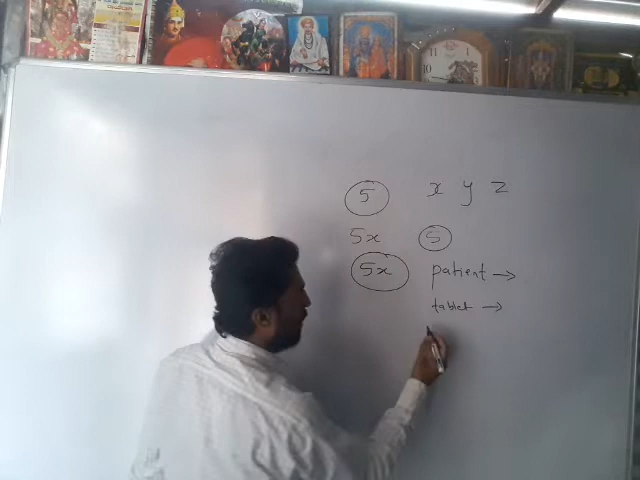 5 x y z
5x 5
5x patient →
tablet →